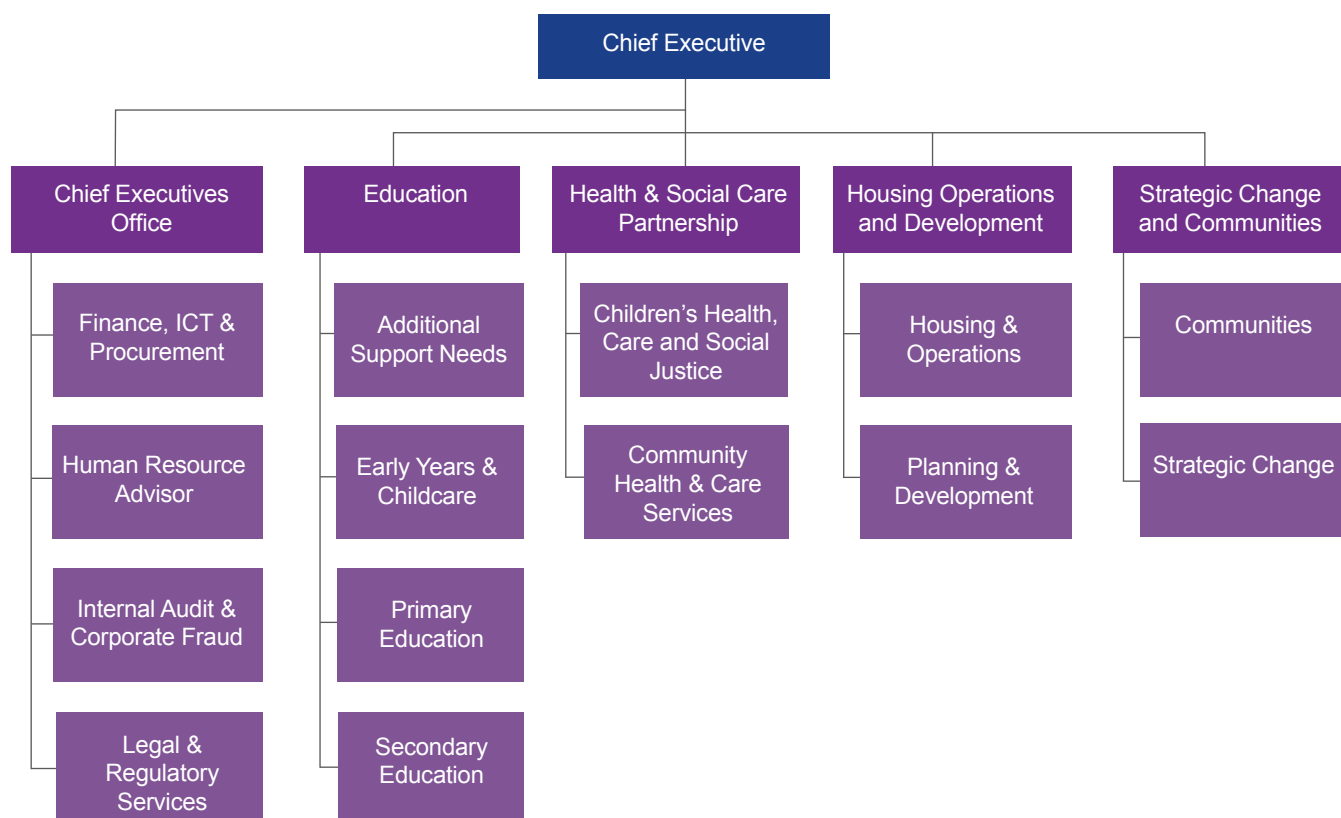 Chief Executive
Chief Executives
Office
Education
Health & Social Care
Partnership
Housing Operations
and Development
Strategic Change
and Communities
Finance, ICT &
Procurement
Human Resource
Advisor
Internal Audit &
Corporate Fraud
Legal &
Regulatory
Services
Additional
Support Needs
Early Years &
Childcare
Primary
Education
Secondary
Education
Children’s Health,
Care and Social
Justice
Community
Health & Care
Services
Housing &
Operations
Planning &
Development
Communities
Strategic Change